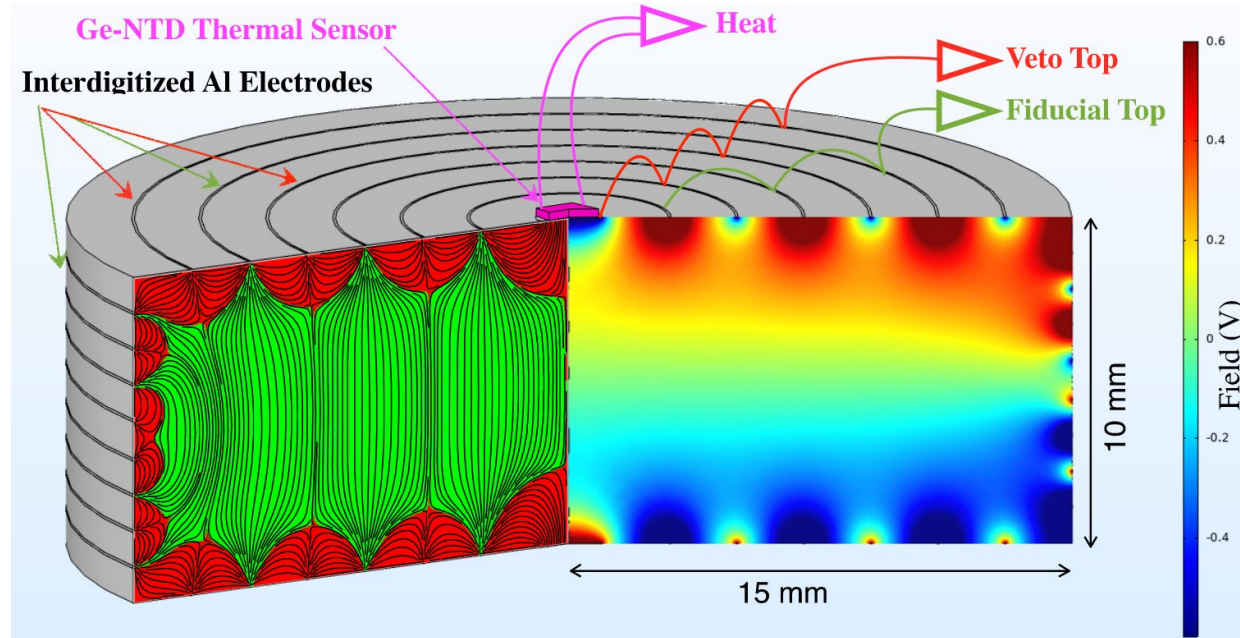 Ge-NTD Thermal Sensor
Heat
Interdigitized Al Electrodes
Veto Top
Fiducial Top
0.6
0.4
0.2
0
-0.2
-0.4
Field (V)
10 mm
15 mm